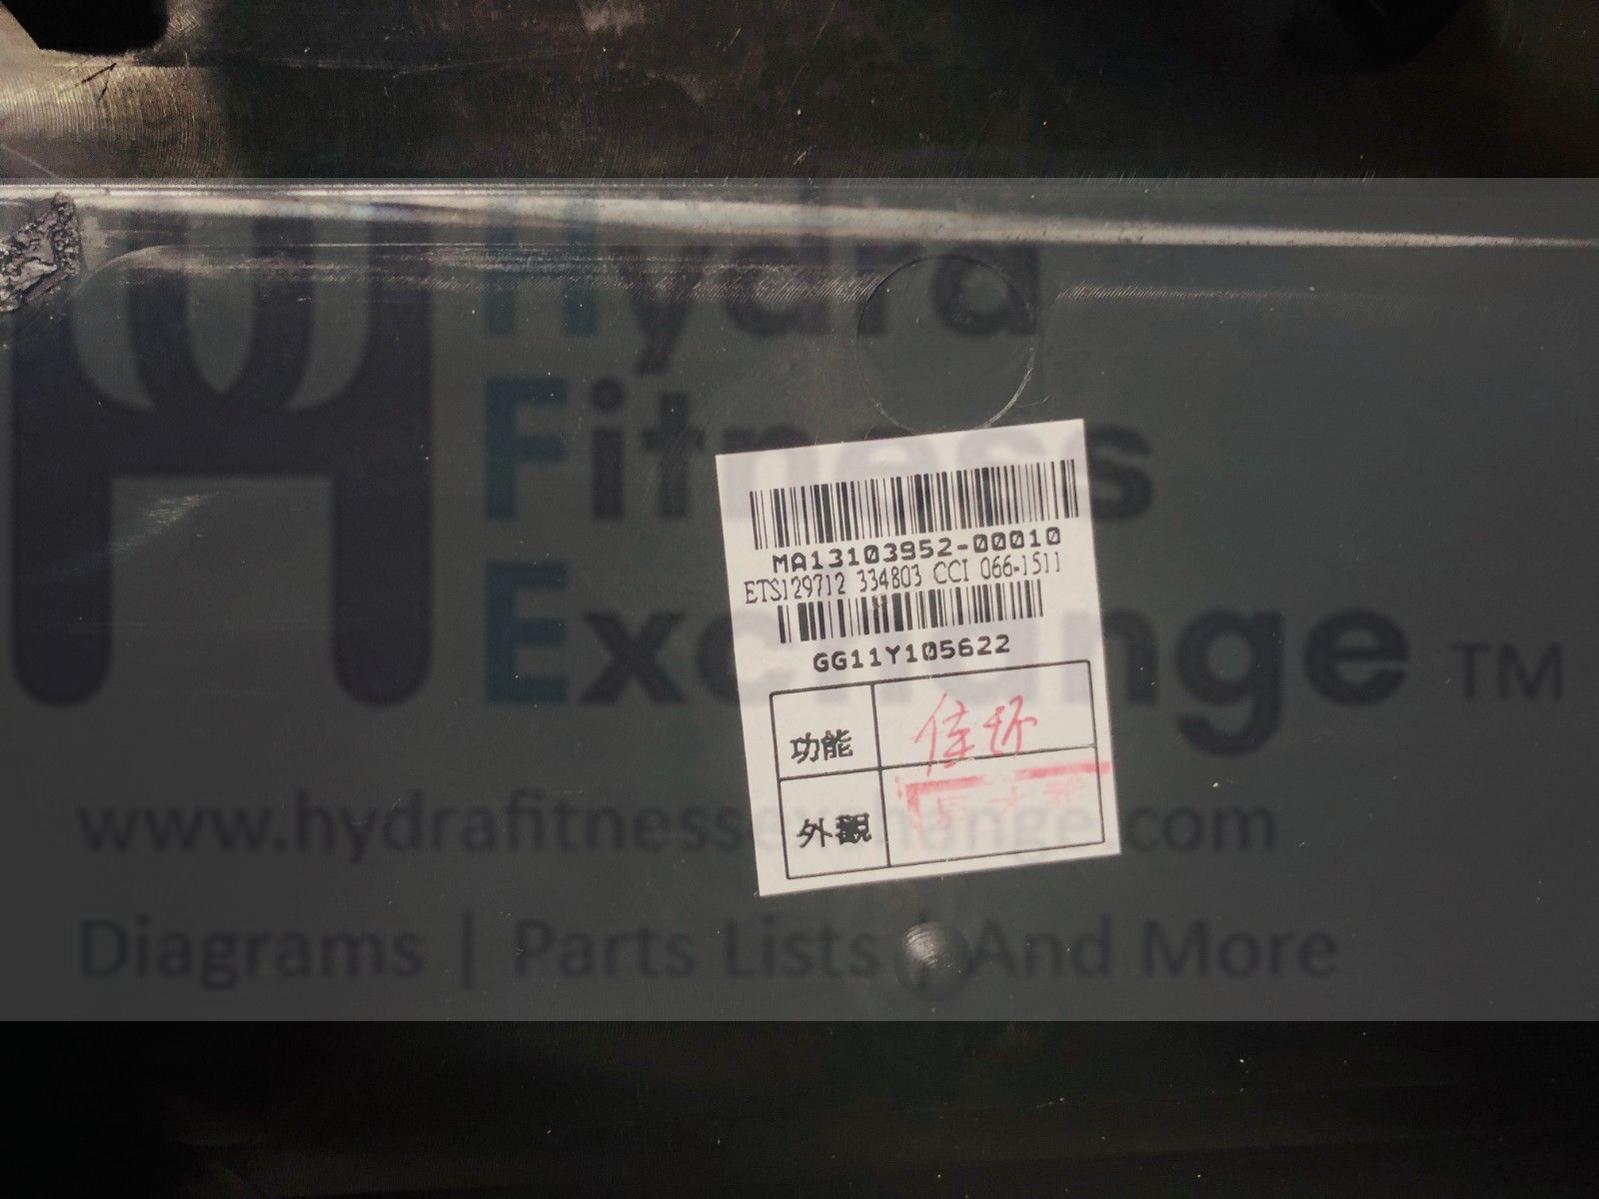 Hydra
Fitness
Exchange TM
www.hydrafitnessexchange.com
Diagrams | Parts Lists | And More
MA13103952-00010
ETS129712 334803 CCI 066-1511
GG11Y105622
功能
外觀